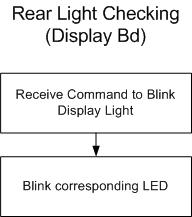 Rear Light Checking
(Display Bd)
Receive Command to Blink
Display Light
Blink corresponding LED